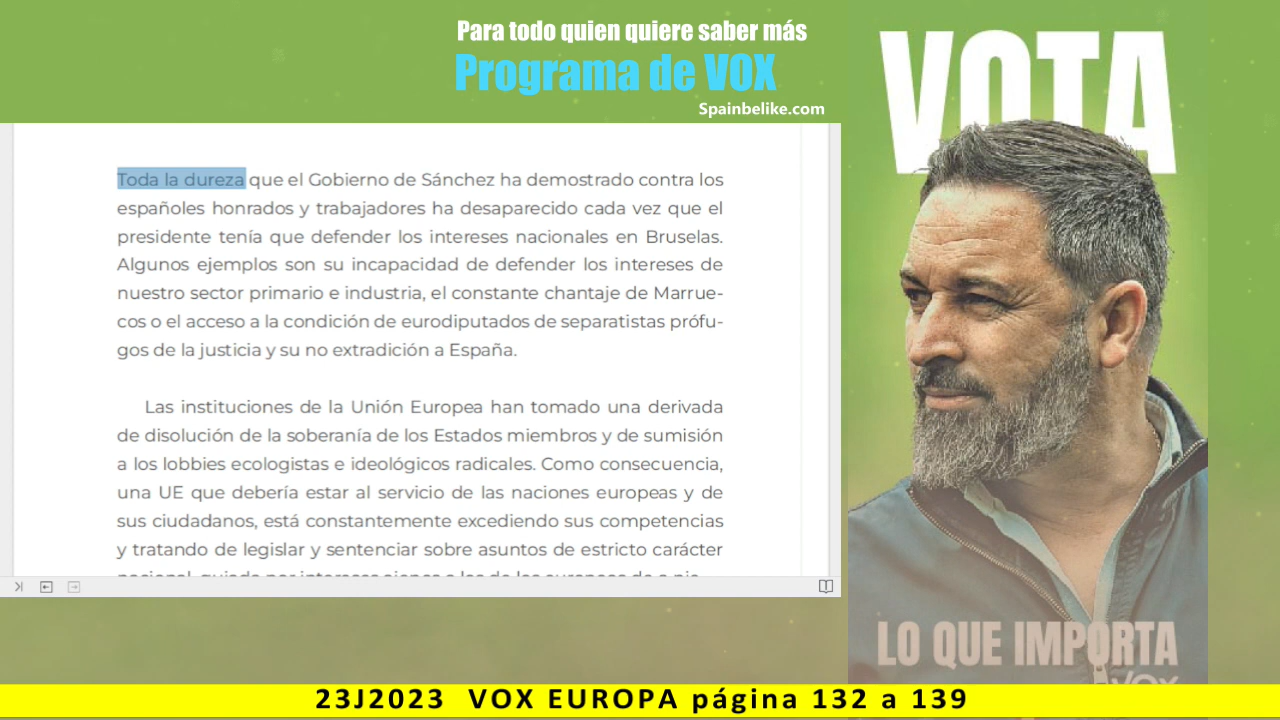 Para todo quien quiere saber más
Programa de VOX
Spainbelike.com
VOTA
Toda la dureza que el Gobierno de Sánchez ha demostrado contra los
españoles honrados y trabajadores ha desaparecido cada vez que el
presidente tenía que defender los intereses nacionales en Bruselas.
Algunos ejemplos son su incapacidad de defender los intereses de
nuestro sector primario e industria, el constante chantaje de Marrue-
cos o el acceso a la condición de eurodiputados de separatistas prófu-
gos de la justicia y su no extradición a España.
Las instituciones de la Unión Europea han tomado una derivada
de disolución de la soberanía de los Estados miembros y de sumisión
a los lobbies ecologistas e ideológicos radicales. Como consecuencia,
una UE que debería estar al servicio de las naciones europeas y de
sus ciudadanos, está constantemente excediendo sus competencias
y tratando de legislar y sentenciar sobre asuntos de estricto carácter
LO QUE IMPORTA
VOX
23J2023 VOX EUROPA página 132 a 139